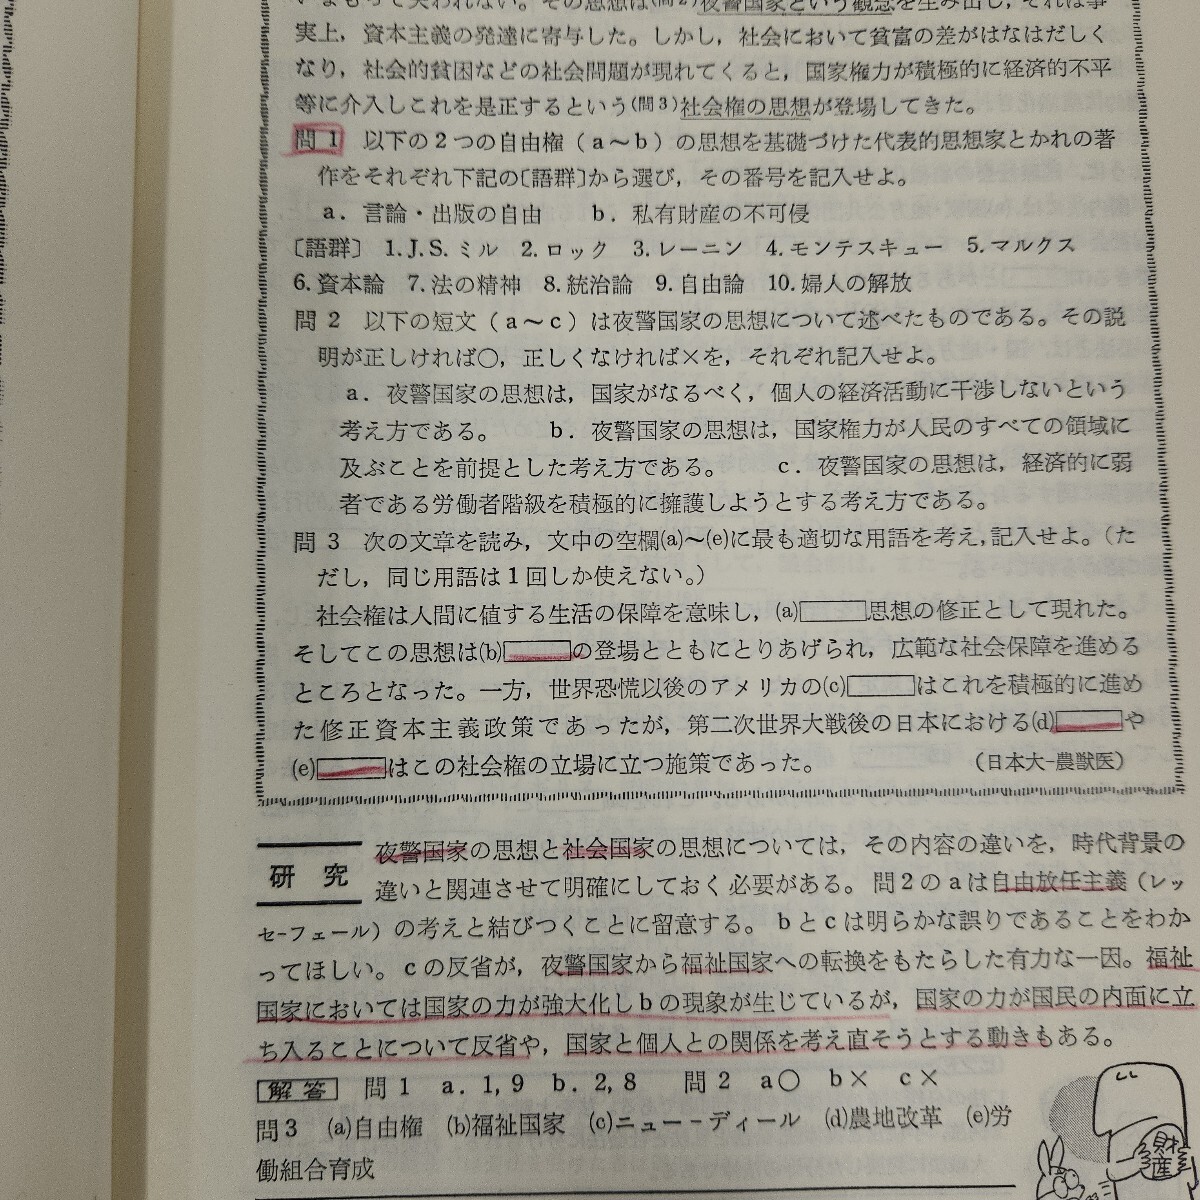 いまもって失われない。その思想は(問2)夜警国家という観念を生み出し，それは事
実上，資本主義の発達に寄与した。しかし，社会において貧富の差がはなはだしく
なり，社会的貧困などの社会問題が現れてくると，国家権力が積極的に経済的不平
等に介入しこれを是正するという(問3)社会権の思想が登場してきた。
問1 以下の2つの自由権（a〜b）の思想を基礎づけた代表的思想家とかれの著
作をそれぞれ下記の〔語群〕から選び，その番号を記入せよ。
a．言論・出版の自由 b．私有財産の不可侵
〔語群〕 1.J.S.ミル 2.ロック 3.レーニン 4.モンテスキュー 5.マルクス
6.資本論 7.法の精神 8.統治論 9.自由論 10.婦人の解放
問2 以下の短文（a〜c）は夜警国家の思想について述べたものである。その説
明が正しければ○，正しくなければ×を，それぞれ記入せよ。
a．夜警国家の思想は，国家がなるべく，個人の経済活動に干渉しないという
考え方である。 b．夜警国家の思想は，国家権力が人民のすべての領域に
及ぶことを前提とした考え方である。 c．夜警国家の思想は，経済的に弱
者である労働者階級を積極的に擁護しようとする考え方である。
問3 次の文章を読み，文中の空欄(a)〜(e)に最も適切な用語を考え，記入せよ。（た
だし，同じ用語は1回しか使えない。）
社会権は人間に値する生活の保障を意味し，(a)　　思想の修正として現れた。
そしてこの思想は(b)　　の登場とともにとりあげられ，広範な社会保障を進める
ところとなった。一方，世界恐慌以後のアメリカの(c)　　はこれを積極的に進め
た修正資本主義政策であったが，第二次世界大戦後の日本における(d)　　や
(e)　　はこの社会権の立場に立つ施策であった。 （日本大-農獣医）
研究 夜警国家の思想と社会国家の思想については，その内容の違いを，時代背景の
違いと関連させて明確にしておく必要がある。問2のaは自由放任主義（レッ
セ-フェール）の考えと結びつくことに留意する。bとcは明らかな誤りであることをわか
ってほしい。cの反省が，夜警国家から福祉国家への転換をもたらした有力な一因。福祉
国家においては国家の力が強大化しbの現象が生じているが，国家の力が国民の内面に立
ち入ることについて反省や，国家と個人との関係を考え直そうとする動きもある。
解答 問1 a．1，9 b．2，8 問2 a○ b× c×
問3 (a)自由権 (b)福祉国家 (c)ニュー-ディール (d)農地改革 (e)労
働組合育成
財産